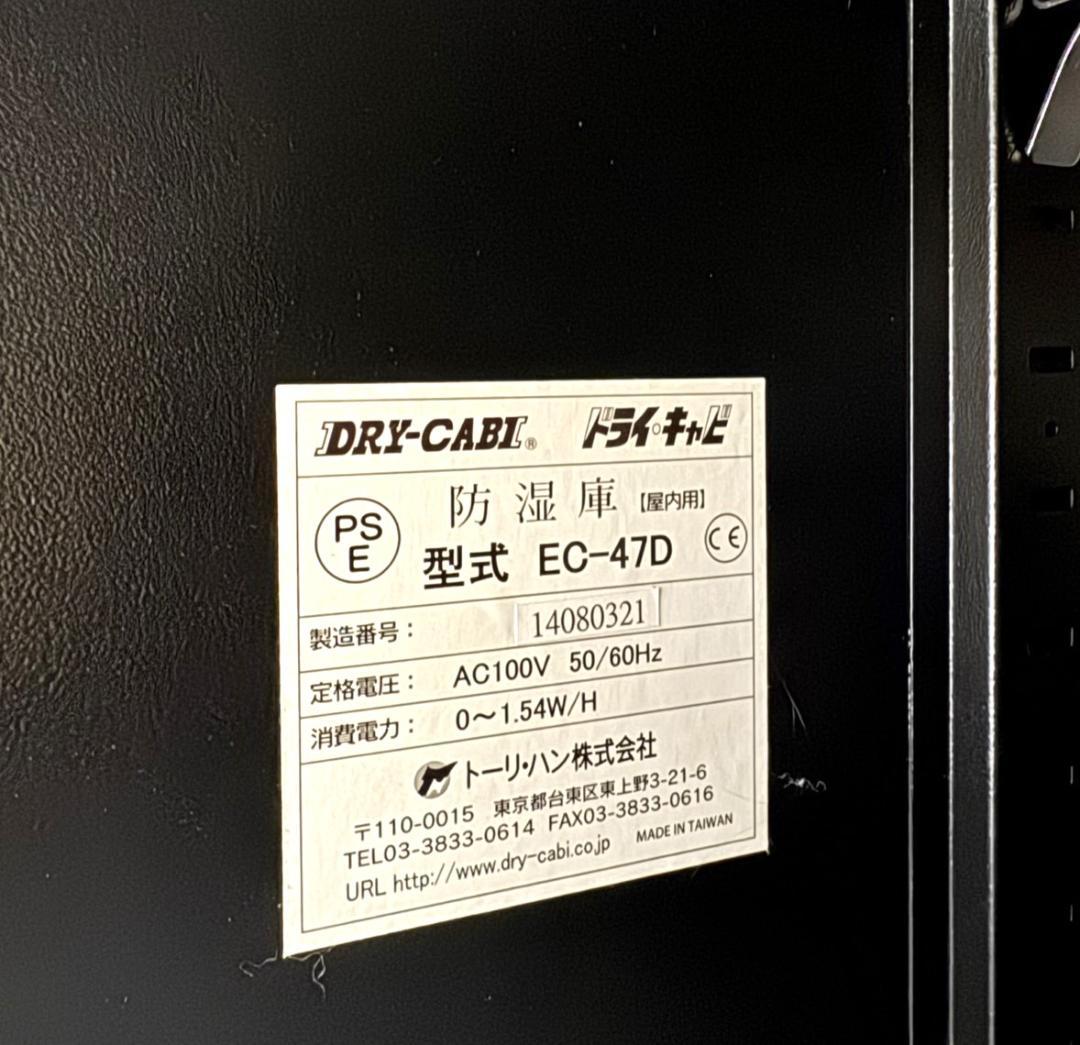 DRY-CABI® ドライ・キャビ
PS
E
防湿庫【屋内用】
型式 EC-47D
CE
製造番号： 14080321
定格電圧： AC100V 50/60Hz
消費電力： 0～1.54W/H
トーリ・ハン株式会社
〒110-0015 東京都台東区東上野3-21-6
TEL03-3833-0614 FAX03-3833-0616
URL http://www.dry-cabi.co.jp MADE IN TAIWAN